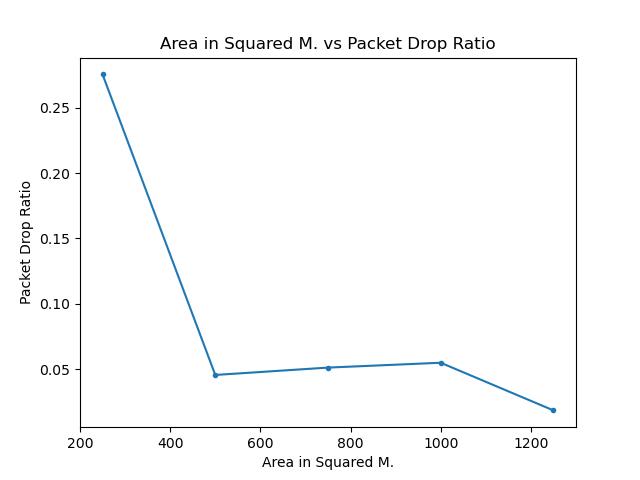 Area in Squared M. vs Packet Drop Ratio
Packet Drop Ratio
0.25
0.20
0.15
0.10
0.05
200 400 600 800 1000 1200
Area in Squared M.